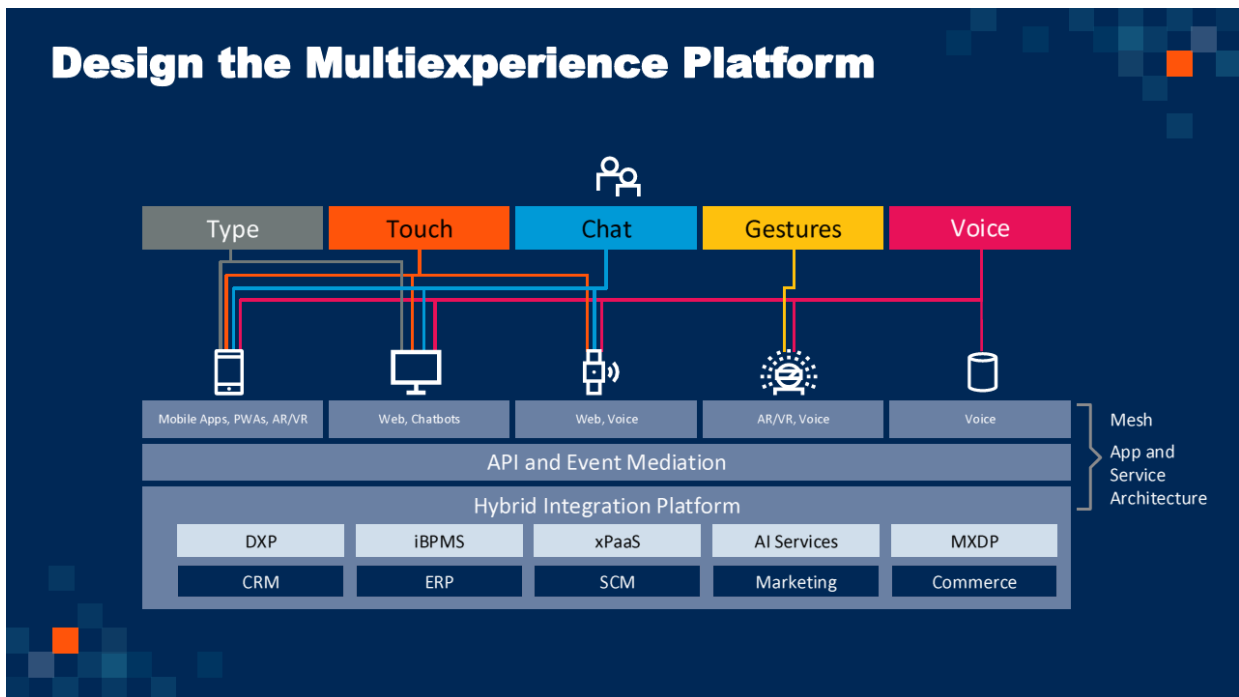 Design the Multiexperience Platform
Type
Touch
Chat
Gestures
Voice
Mobile Apps, PWAs, AR/VR
Web, Chatbots
Web, Voice
AR/VR, Voice
Voice
Mesh
App and
Service
Architecture
API and Event Mediation
Hybrid Integration Platform
DXP
iBPMS
xPaaS
AI Services
MXDP
CRM
ERP
SCM
Marketing
Commerce